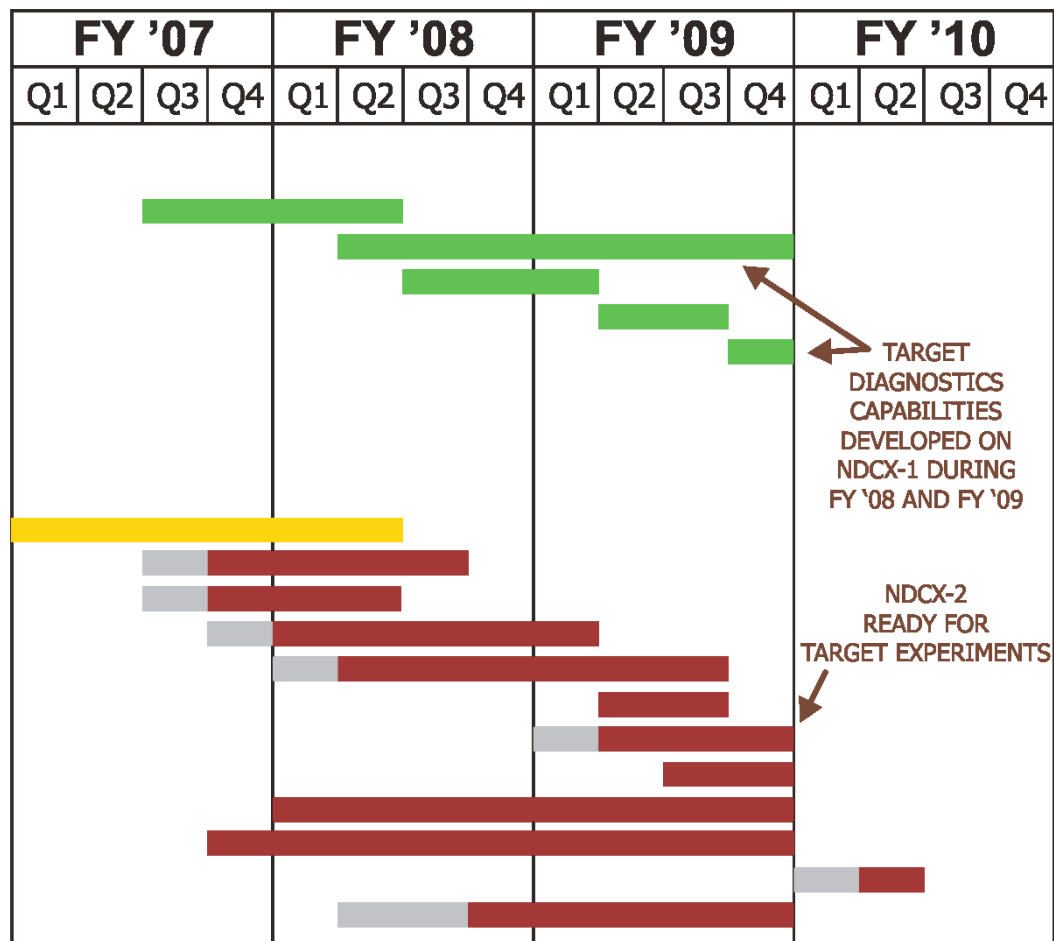 FY ’07 FY ’08 FY ’09 FY ’10
Q1 Q2 Q3 Q4 Q1 Q2 Q3 Q4 Q1 Q2 Q3 Q4 Q1 Q2 Q3 Q4
TARGET
DIAGNOSTICS
CAPABILITIES
DEVELOPED ON
NDCX-1 DURING
FY ‘08 AND FY ‘09
NDCX-2
READY FOR
TARGET EXPERIMENTS